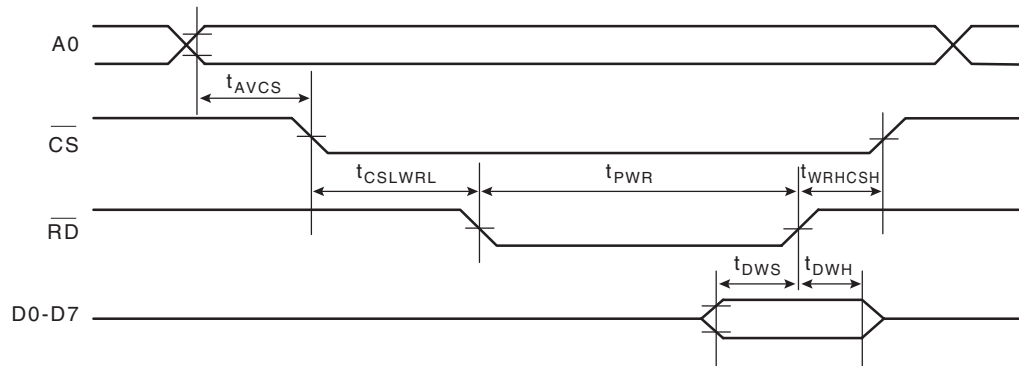 A0
tAVCS
CS
tCSLWRL
tPWR
tWRHCSH
RD
tDWS
tDWH
D0-D7